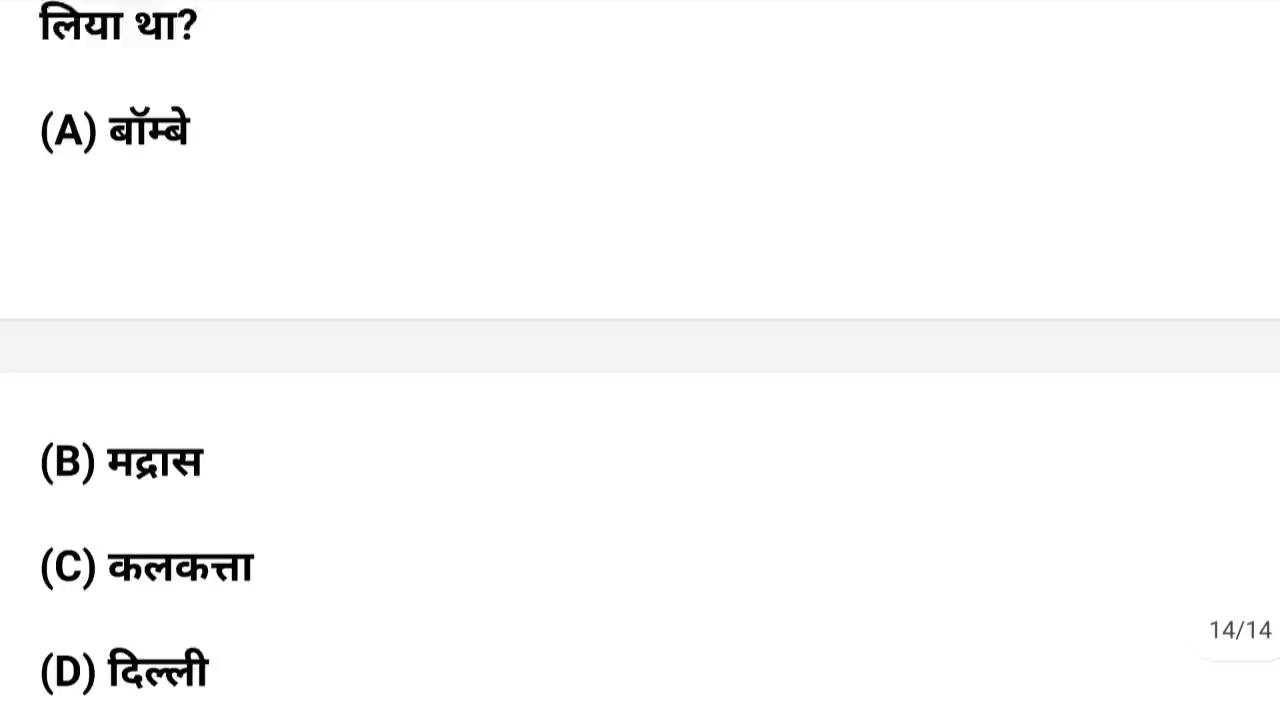 लिया था?
(A) बॉम्बे
(B) मद्रास
(C) कलकत्ता
14/14
(D) दिल्ली